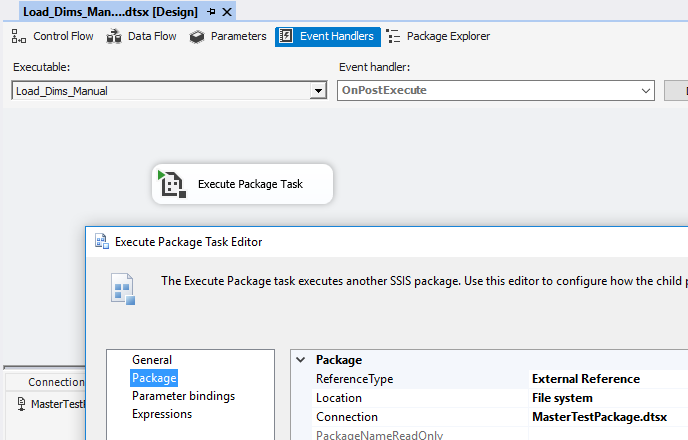 Load_Dims_Man....dtsx [Design]
Control Flow Data Flow Parameters Event Handlers Package Explorer
Executable: Event handler:
Load_Dims_Manual OnPostExecute
Execute Package Task
Execute Package Task Editor
The Execute Package task executes another SSIS package. Use this editor to configure how the child p
General
Package
Parameter bindings
Expressions
Package
ReferenceType External Reference
Location File system
Connection MasterTestPackage.dtsx
PackageNameReadOnly
Connection
MasterTestP